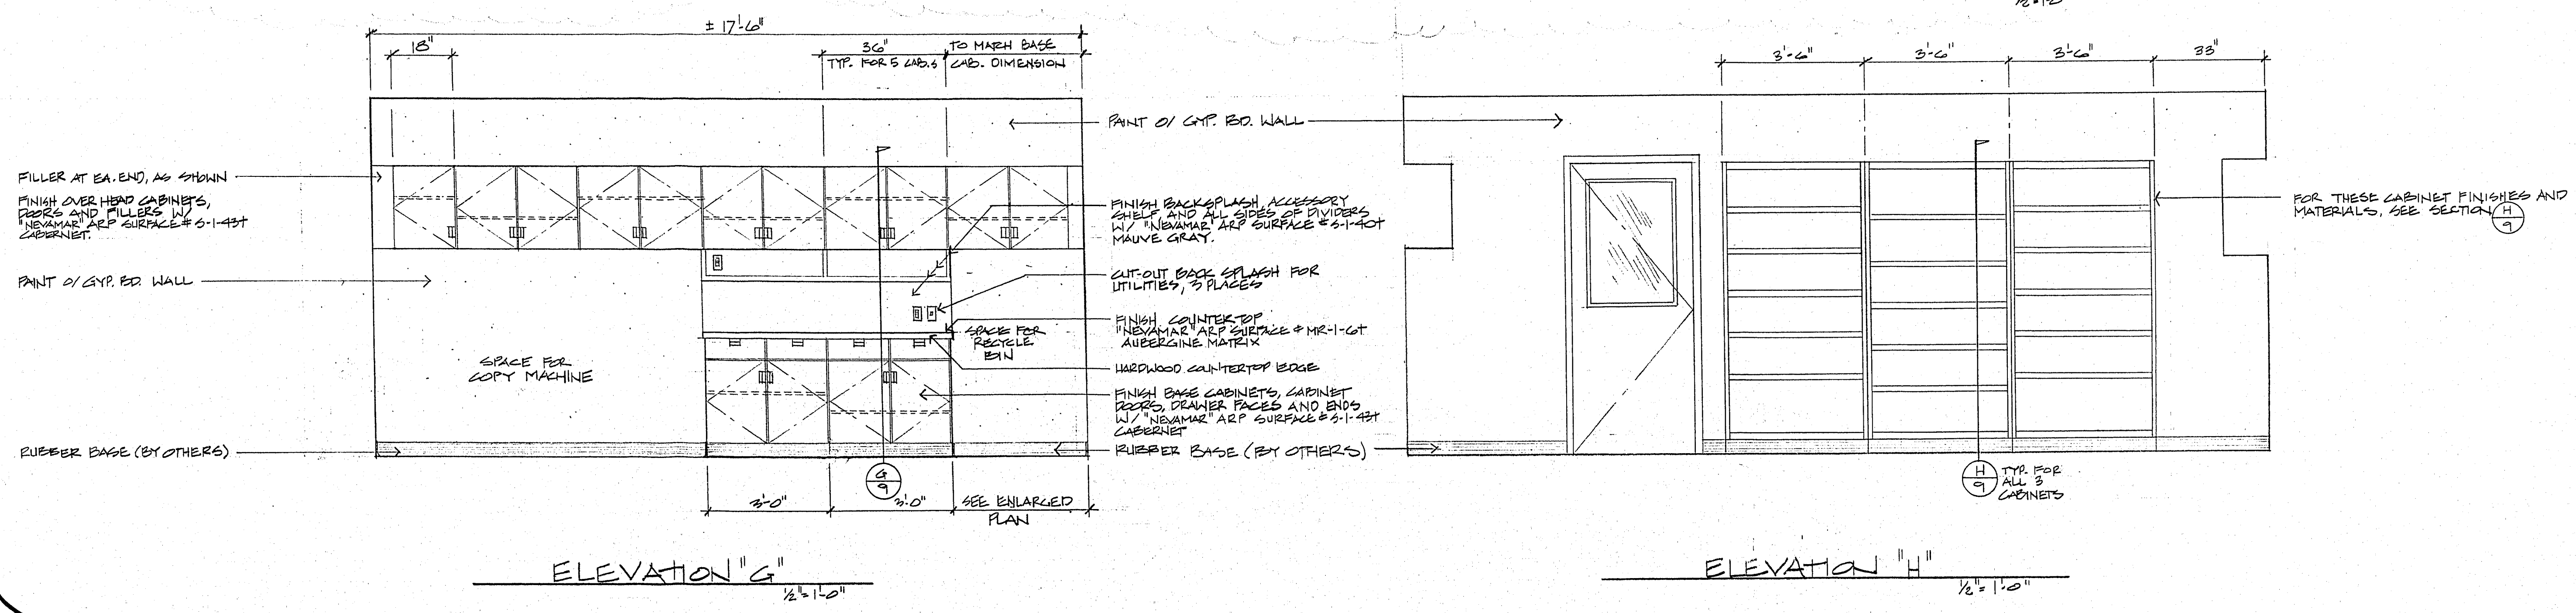 ½"=1'-0"
± 17'-6"
18"
36"
TYP. FOR 5 CAB.S
TO MATCH BASE
CAB. DIMENSION
FILLER AT EA. END, AS SHOWN
FINISH OVERHEAD CABINETS,
DOORS AND FILLERS W/
"NEVAMAR" ARP SURFACE # S-1-43T
CABERNET.
PAINT O/ GYP. BD. WALL
RUBBER BASE (BY OTHERS)
SPACE FOR
COPY MACHINE
SPACE FOR
RECYCLE
BIN
PAINT O/ GYP. BD. WALL
FINISH BACKSPLASH, ACCESSORY
SHELF AND ALL SIDES OF DIVIDERS
W/ "NEVAMAR" ARP SURFACE # S-1-40T
MAUVE GRAY.
CUT-OUT BACK SPLASH FOR
UTILITIES, 3 PLACES
FINISH COUNTERTOP
"NEVAMAR" ARP SURFACE # MR-1-6T
AUBERGINE MATRIX
HARDWOOD COUNTERTOP EDGE
FINISH BASE CABINETS, CABINET
DOORS, DRAWER FACES AND ENDS
W/ "NEVAMAR" ARP SURFACE # S-1-43T
CABERNET
RUBBER BASE (BY OTHERS)
G
9
3'-0"
3'-0"
SEE ENLARGED
PLAN
ELEVATION "G"
½"=1'-0"
3'-6"
3'-6"
3'-6"
33"
FOR THESE CABINET FINISHES AND
MATERIALS, SEE SECTION H
9
H
9
TYP. FOR
ALL 3
CABINETS
ELEVATION "H"
½"=1'-0"